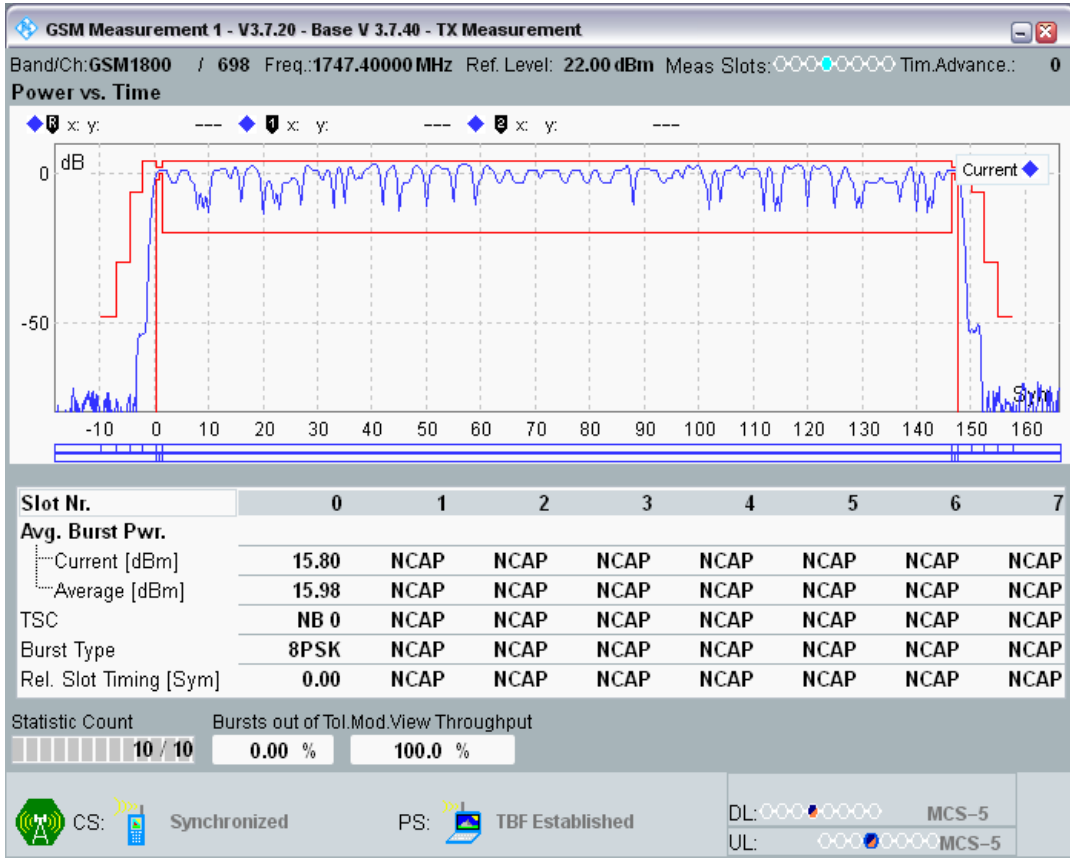 GSM Measurement 1 - V3.7.20 - Base V 3.7.40 - TX Measurement
Band/Ch:GSM1800 / 698 Freq.:1747.40000 MHz Ref. Level: 22.00 dBm Meas Slots: Tim.Advance.: 0
Power vs. Time
R x: y: --- 1 x: y: --- 2 x: y: ---
dB
Current
0
-50
Sym
-10 0 10 20 30 40 50 60 70 80 90 100 110 120 130 140 150 160
Slot Nr. 0 1 2 3 4 5 6 7
Avg. Burst Pwr.
Current [dBm] 15.80 NCAP NCAP NCAP NCAP NCAP NCAP NCAP
Average [dBm] 15.98 NCAP NCAP NCAP NCAP NCAP NCAP NCAP
TSC NB 0 NCAP NCAP NCAP NCAP NCAP NCAP NCAP
Burst Type 8PSK NCAP NCAP NCAP NCAP NCAP NCAP NCAP
Rel. Slot Timing [Sym] 0.00 NCAP NCAP NCAP NCAP NCAP NCAP NCAP
Statistic Count Bursts out of Tol.Mod.View Throughput
10 / 10 0.00 % 100.0 %
CS: Synchronized PS: TBF Established
DL: MCS-5
UL: MCS-5